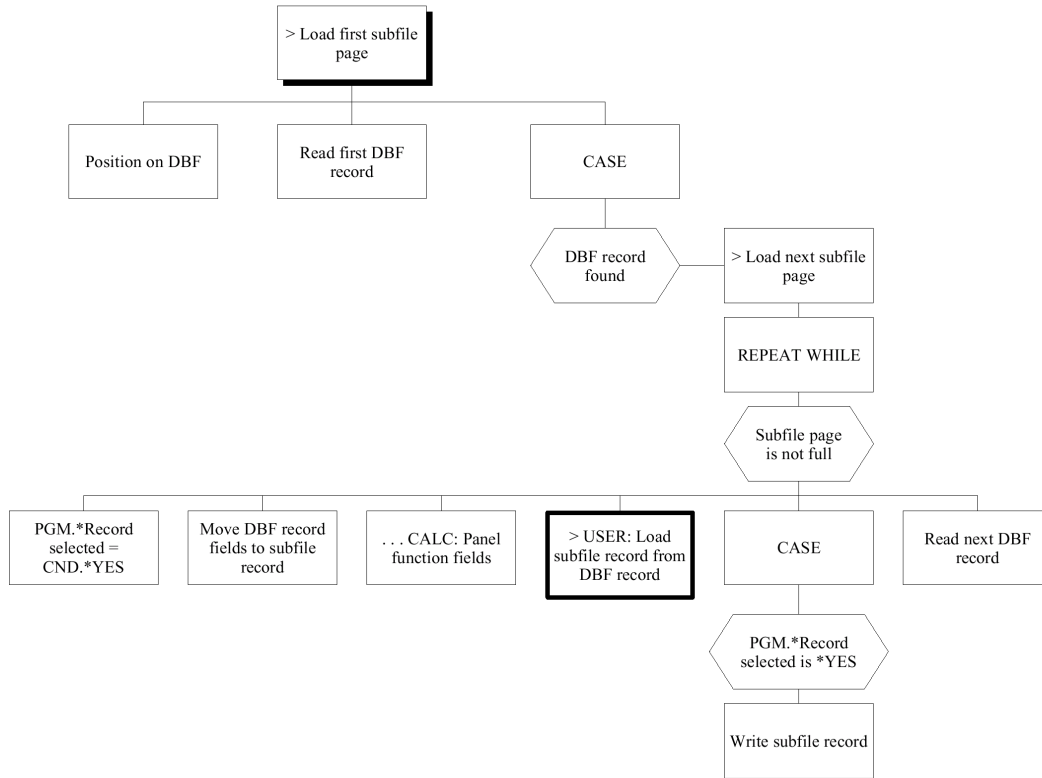 > Load first subfile
page
Position on DBF
Read first DBF
record
CASE
DBF record
found
> Load next subfile
page
REPEAT WHILE
Subfile page
is not full
PGM.*Record
selected =
CND.*YES
Move DBF record
fields to subfile
record
. . . CALC: Panel
function fields
> USER: Load
subfile record from
DBF record
CASE
Read next DBF
record
PGM.*Record
selected is *YES
Write subfile record